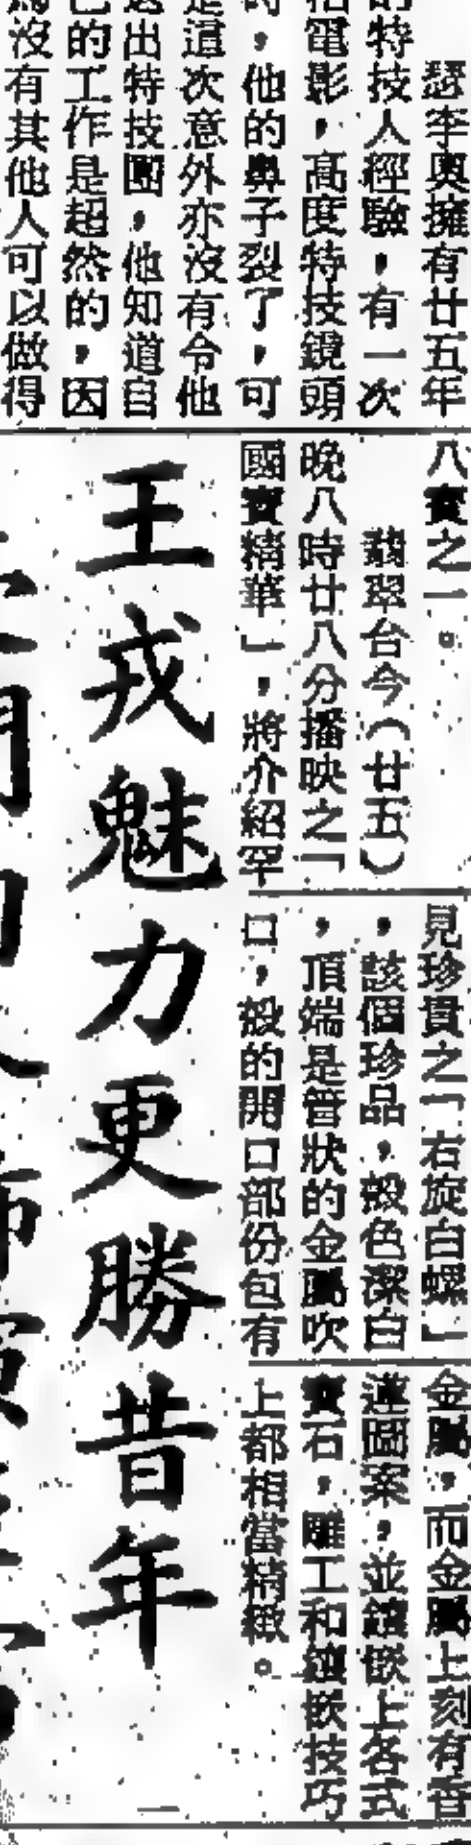 瑟李奧擁有廿五年
的特技人經驗，有一次
拍電影，高度特技鏡頭
時，他的鼻子裂了，可
是這次意外亦沒有令他
退出特技團，他知道自
己的工作是超然的，因
為沒有其他人可以做得
八寶之一。
翡翠台今（廿五）
晚八時廿八分播映之「
國寶精華」，將介紹罕
見珍貴之「右旋白螺」
，該個珍品，殼色潔白
，頂端是管狀的金屬吹
口，殼的開口部份包有
金屬，而金屬上刻有
蓮圖案，並鑲嵌上各式
寶石，雕工和鑲嵌技巧
上都相當精緻。
王戎魅力更勝昔年